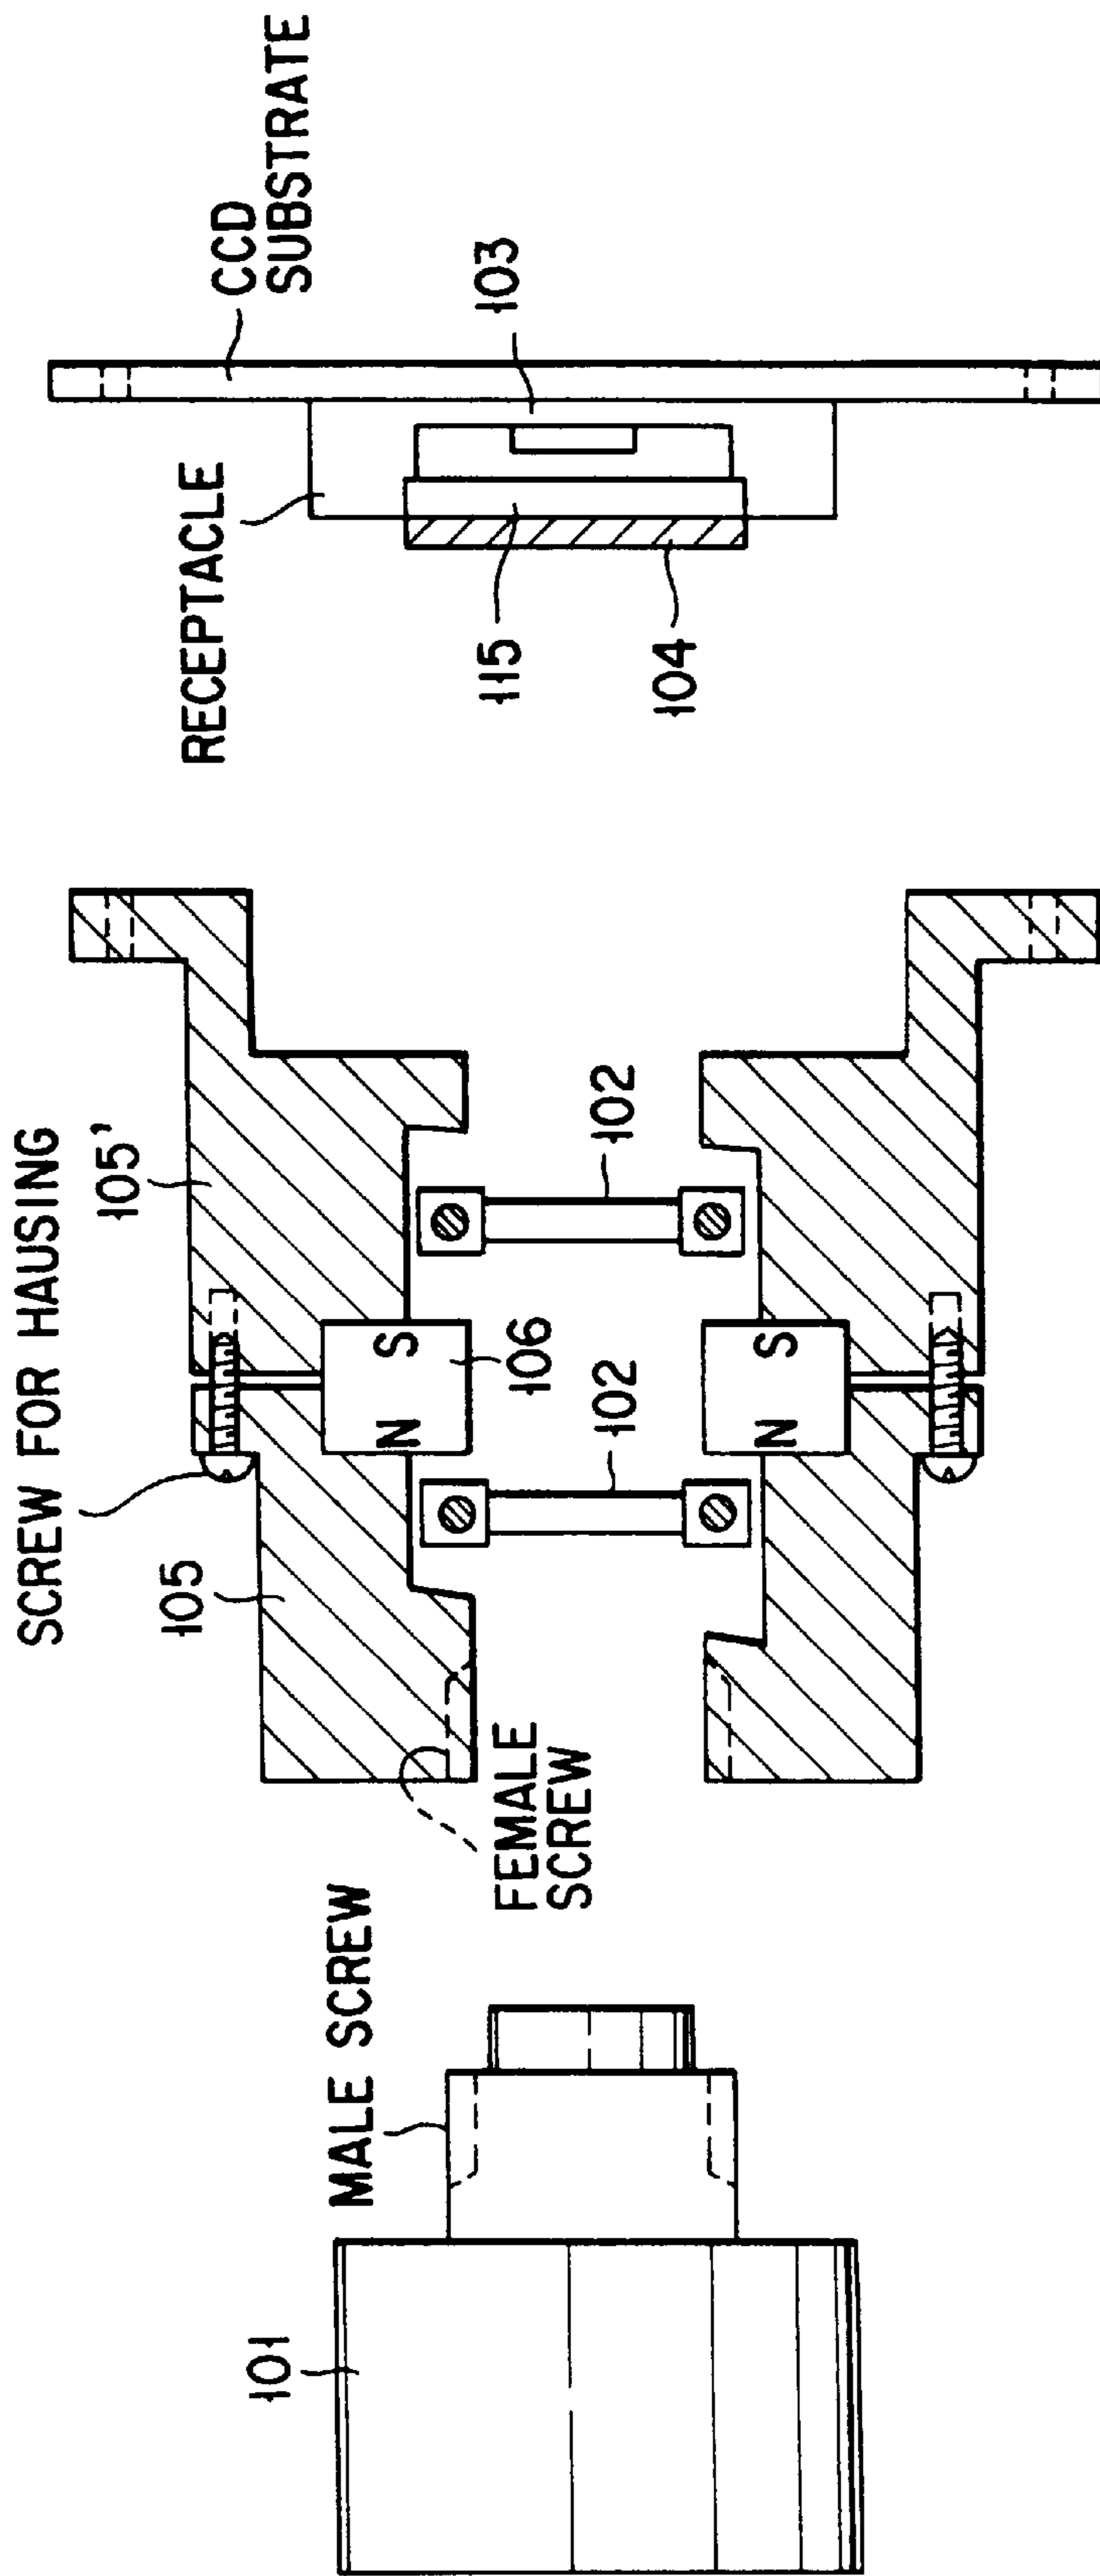 SCREW FOR HAUSING
105
105'
RECEPTACLE
CCD
SUBSTRATE
101
MALE SCREW
FEMALE
SCREW
N
S
106
102
102
N
S
115
104
103